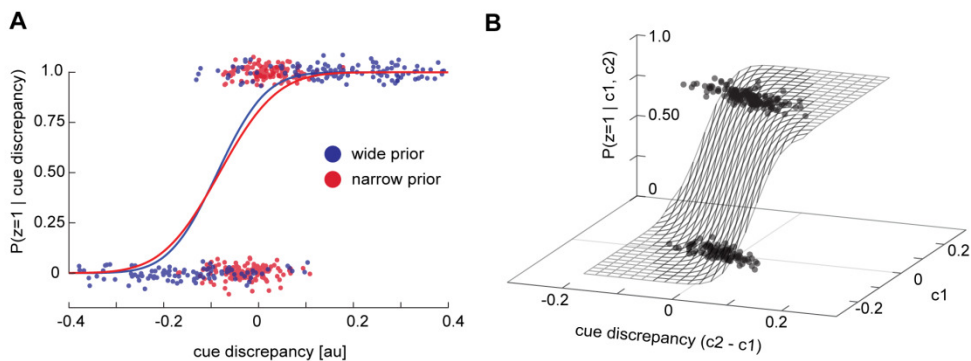 A
P(z=1 | cue discrepancy)
1.0
0.75
0.50
0.25
0
wide prior
narrow prior
-0.4
-0.2
0
0.2
0.4
cue discrepancy [au]
B
P(z=1 | c1, c2)
1.0
0.50
0
-0.2
0
0.2
cue discrepancy (c2 - c1)
-0.2
0
0.2
c1